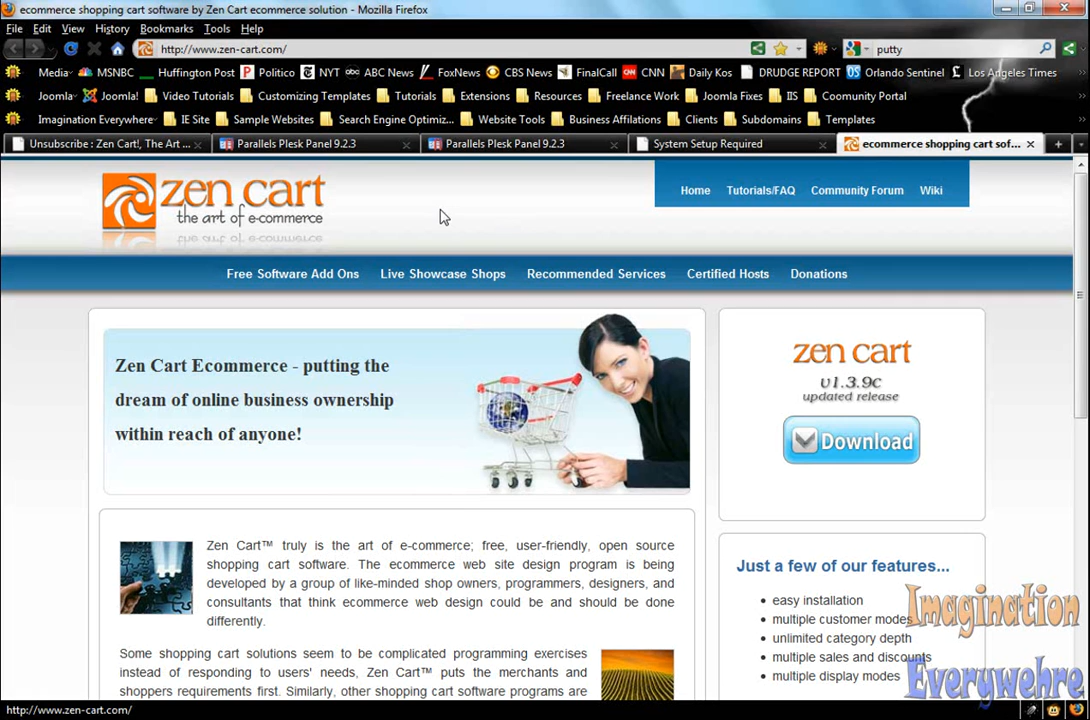 ecommerce shopping cart software by Zen Cart ecommerce solution - Mozilla Firefox
File Edit View History Bookmarks Tools Help
http://www.zen-cart.com/
putty
Media MSNBC Huffington Post Politico NYT ABC News FoxNews CBS News FinalCall CNN Daily Kos DRUDGE REPORT Orlando Sentinel Los Angeles Times
Joomla Joomla! Video Tutorials Customizing Templates Tutorials Extensions Resources Freelance Work Joomla Fixes IIS Coomunity Portal
Imagination Everywhere IE Site Sample Websites Search Engine Optimiz... Website Tools Business Affilations Clients Subdomains Templates
Unsubscribe : Zen Cart!, The Art ... Parallels Plesk Panel 9.2.3 Parallels Plesk Panel 9.2.3 System Setup Required ecommerce shopping cart sof...
zen cart
the art of e-commerce
Home Tutorials/FAQ Community Forum Wiki
Free Software Add Ons Live Showcase Shops Recommended Services Certified Hosts Donations
Zen Cart Ecommerce - putting the
dream of online business ownership
within reach of anyone!
zen cart
v1.3.9c
updated release
Download
Zen Cart™ truly is the art of e-commerce; free, user-friendly, open source
shopping cart software. The ecommerce web site design program is being
developed by a group of like-minded shop owners, programmers, designers, and
consultants that think ecommerce web design could be and should be done
differently.
Some shopping cart solutions seem to be complicated programming exercises
instead of responding to users' needs, Zen Cart™ puts the merchants and
shoppers requirements first. Similarly, other shopping cart software programs are
Just a few of our features...
easy installation
multiple customer modes
unlimited category depth
multiple sales and discounts
multiple display modes
Imagination
Everywehre
http://www.zen-cart.com/